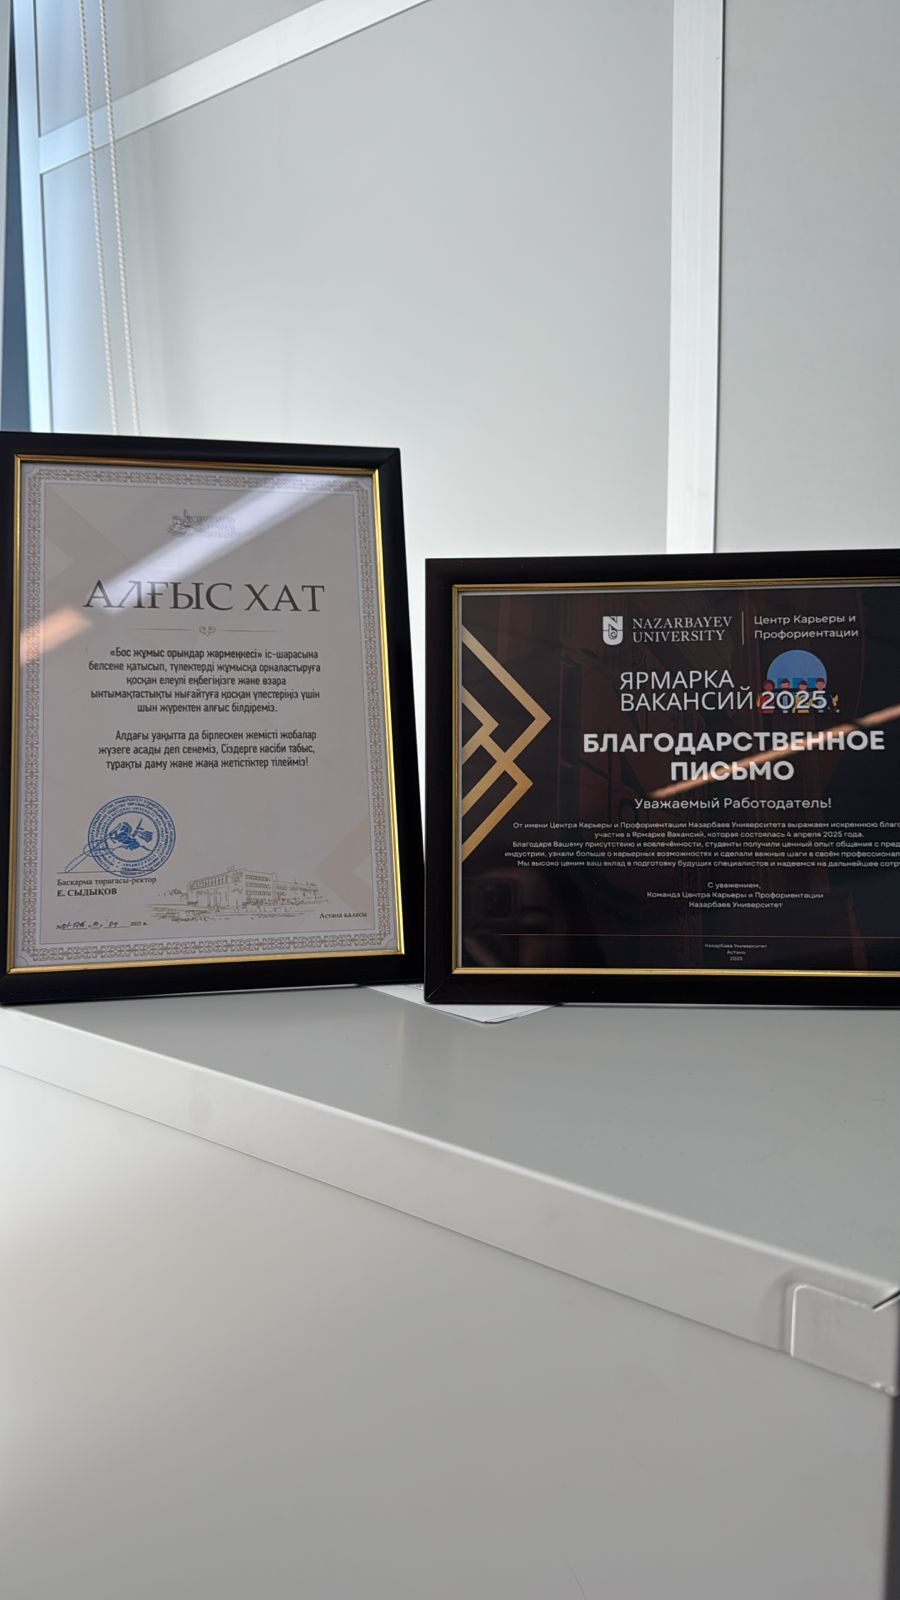 АЛҒЫС ХАТ
«Бос жұмыс орындар жәрмеңкесі» іс-шарасына
белсене қатысып, түлектерді жұмысқа орналастыруға
қосқан елеулі еңбегіңізге және өзара
ынтымақтастықты нығайтуға қосқан үлестеріңіз үшін
шын жүректен алғыс білдіреміз.
Алдағы уақытта да бірлескен жемісті жобалар
жүзеге асады деп сенеміз, Сіздерге кәсіби табыс,
тұрақты даму және жаңа жетістіктер тілейміз!
Басқарма төрағасы-ректор
Е. СЫДЫКОВ
2025 ж.
Астана қаласы
NAZARBAYEV
UNIVERSITY
Центр Карьеры и
Профориентации
ЯРМАРКА
ВАКАНСИЙ 2025
БЛАГОДАРСТВЕННОЕ
ПИСЬМО
Уважаемый Работодатель!
От имени Центра Карьеры и Профориентации Назарбаев Университета выражаем искреннюю
участие в Ярмарке Вакансий, которая состоялась 4 апреля 2025 года.
Благодаря Вашему присутствию и вовлечённости, студенты получили ценный опыт общения с
индустрии, узнали больше о карьерных возможностях и сделали важные шаги в своём
Мы высоко ценим ваш вклад в подготовку будущих специалистов и надеемся на дальнейшее
С уважением,
Команда Центра Карьеры и Профориентации
Назарбаев Университет
Назарбаев Университет
Астана
2025